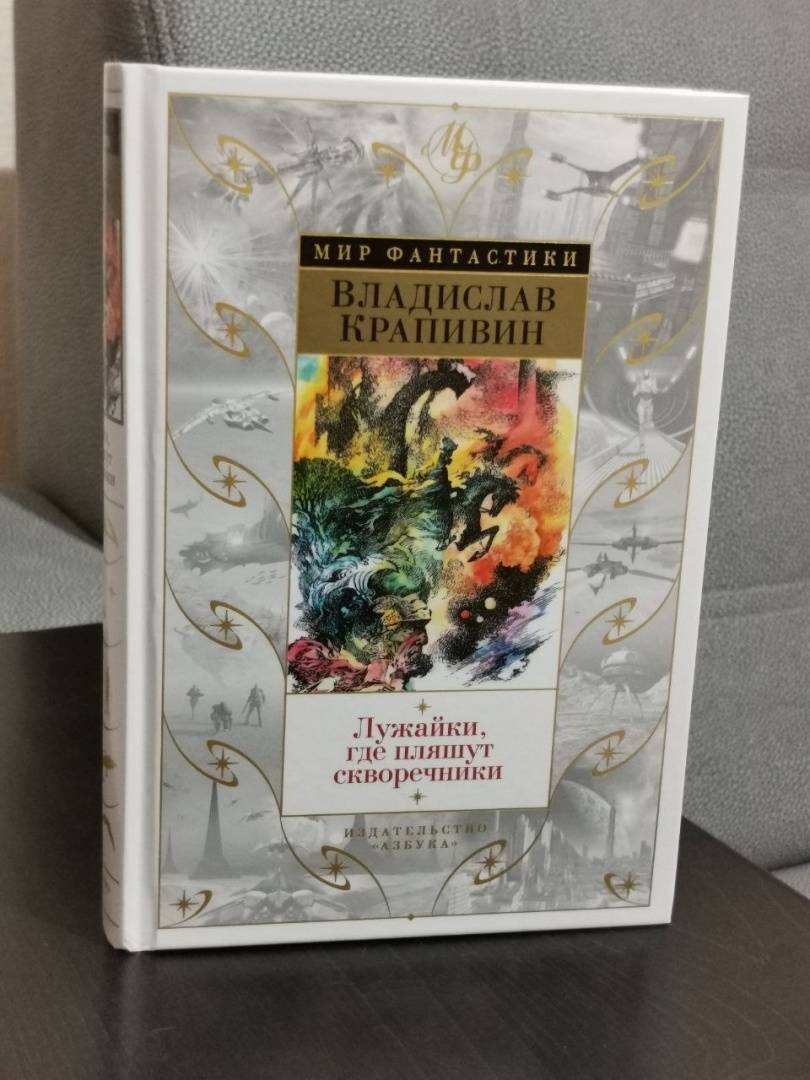 МФ
МИР ФАНТАСТИКИ
ВЛАДИСЛАВ
КРАПИВИН
Лужайки,
где пляшут
скворечники
ИЗДАТЕЛЬСТВО
«АЗБУКА»